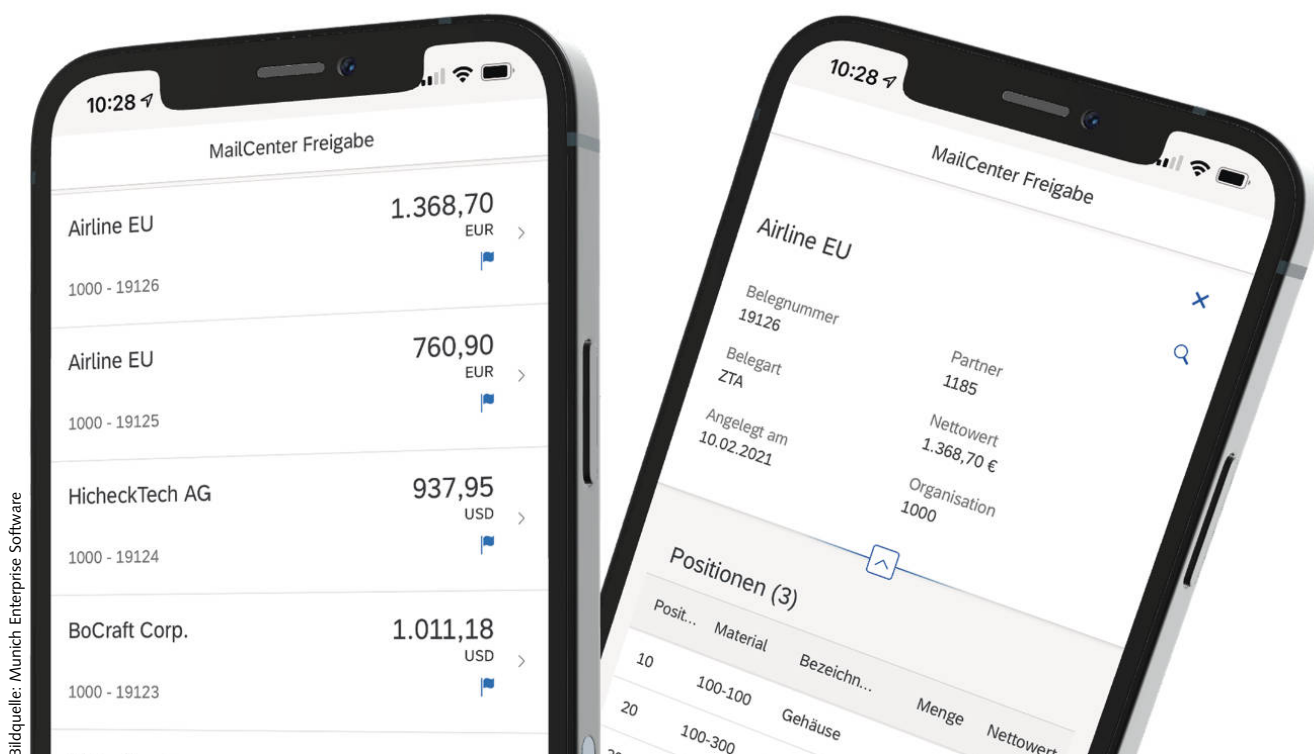 10:28
MailCenter Freigabe
Airline EU
1.368,70
EUR
1000 - 19126
Airline EU
760,90
EUR
1000 - 19125
HicheckTech AG
937,95
USD
1000 - 19124
BoCraft Corp.
1.011,18
USD
1000 - 19123
10:28
MailCenter Freigabe
Airline EU
Belegnummer
19126
Belegart
ZTA
Angelegt am
10.02.2021
Partner
1185
Nettowert
1.368,70 €
Organisation
1000
Positionen (3)
Posit... Material Bezeichn... Menge Nettowert
10 100-100 Gehäuse
20 100-300
Bildquelle: Munich Enterprise Software